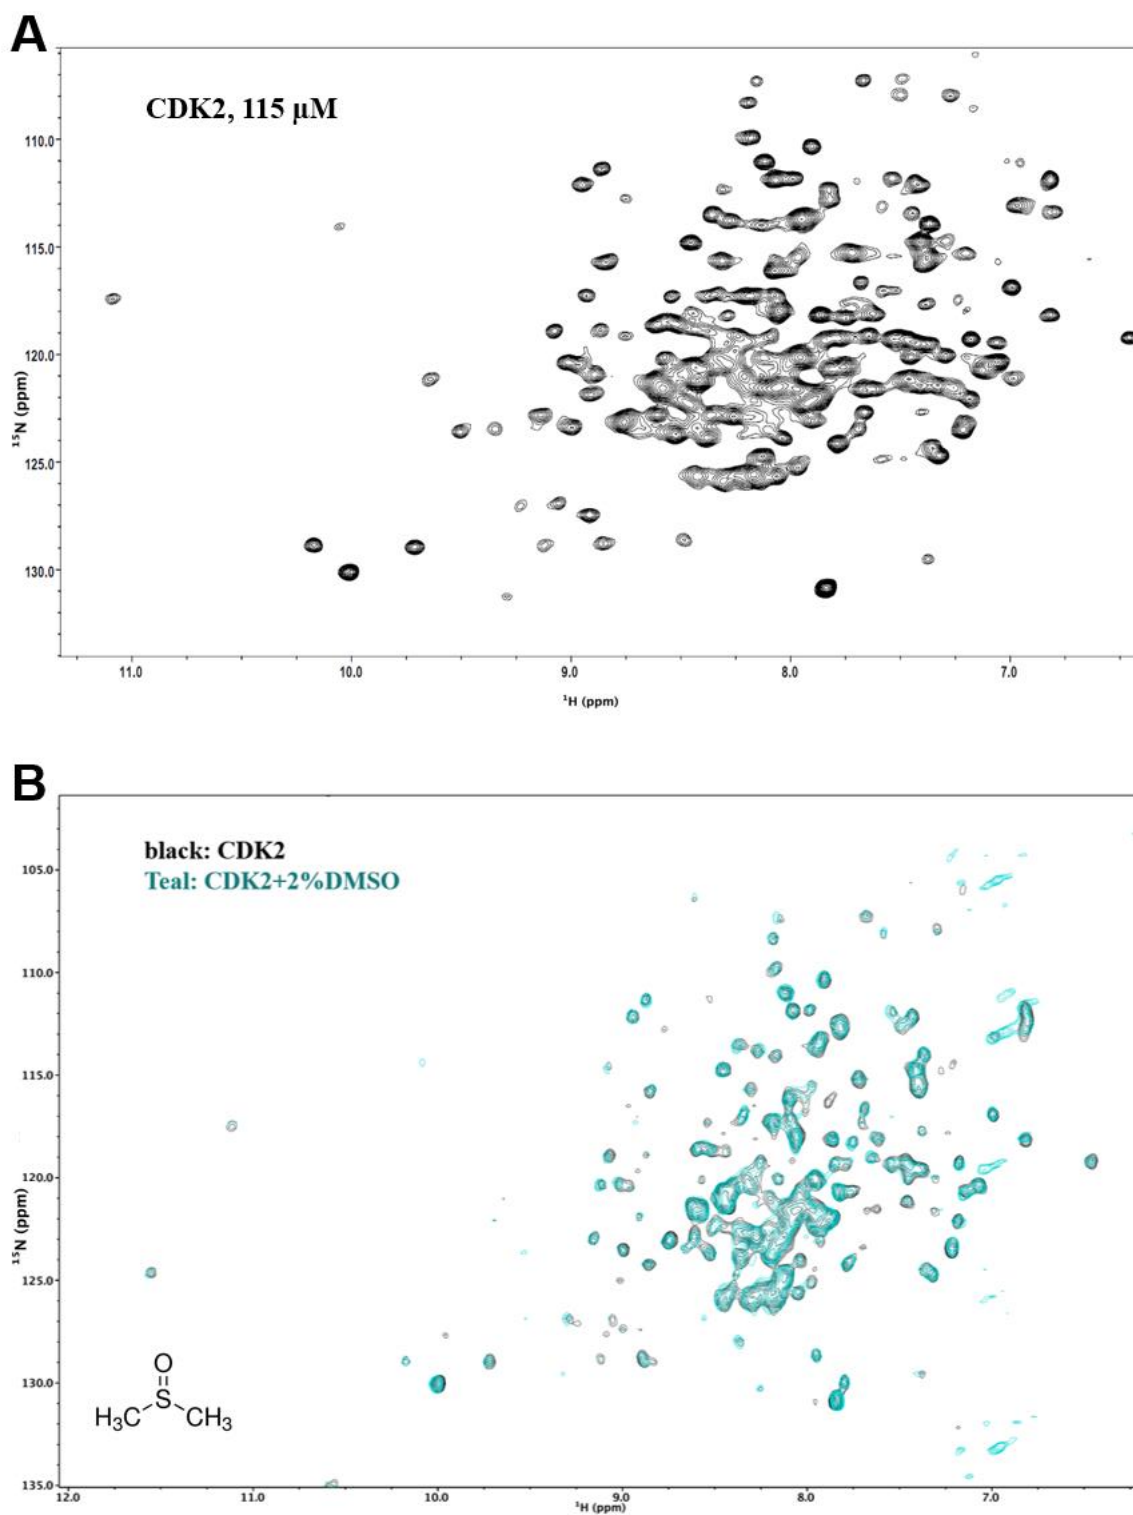 A
CDK2, 115 µM
110.0
115.0
120.0
125.0
130.0
¹⁵N (ppm)
11.0 10.0 9.0 8.0 7.0
¹H (ppm)
B
black: CDK2
Teal: CDK2+2%DMSO
105.0
110.0
115.0
120.0
125.0
130.0
135.0
¹⁵N (ppm)
O
S
H₃C CH₃
12.0 11.0 10.0 9.0 8.0 7.0
¹H (ppm)